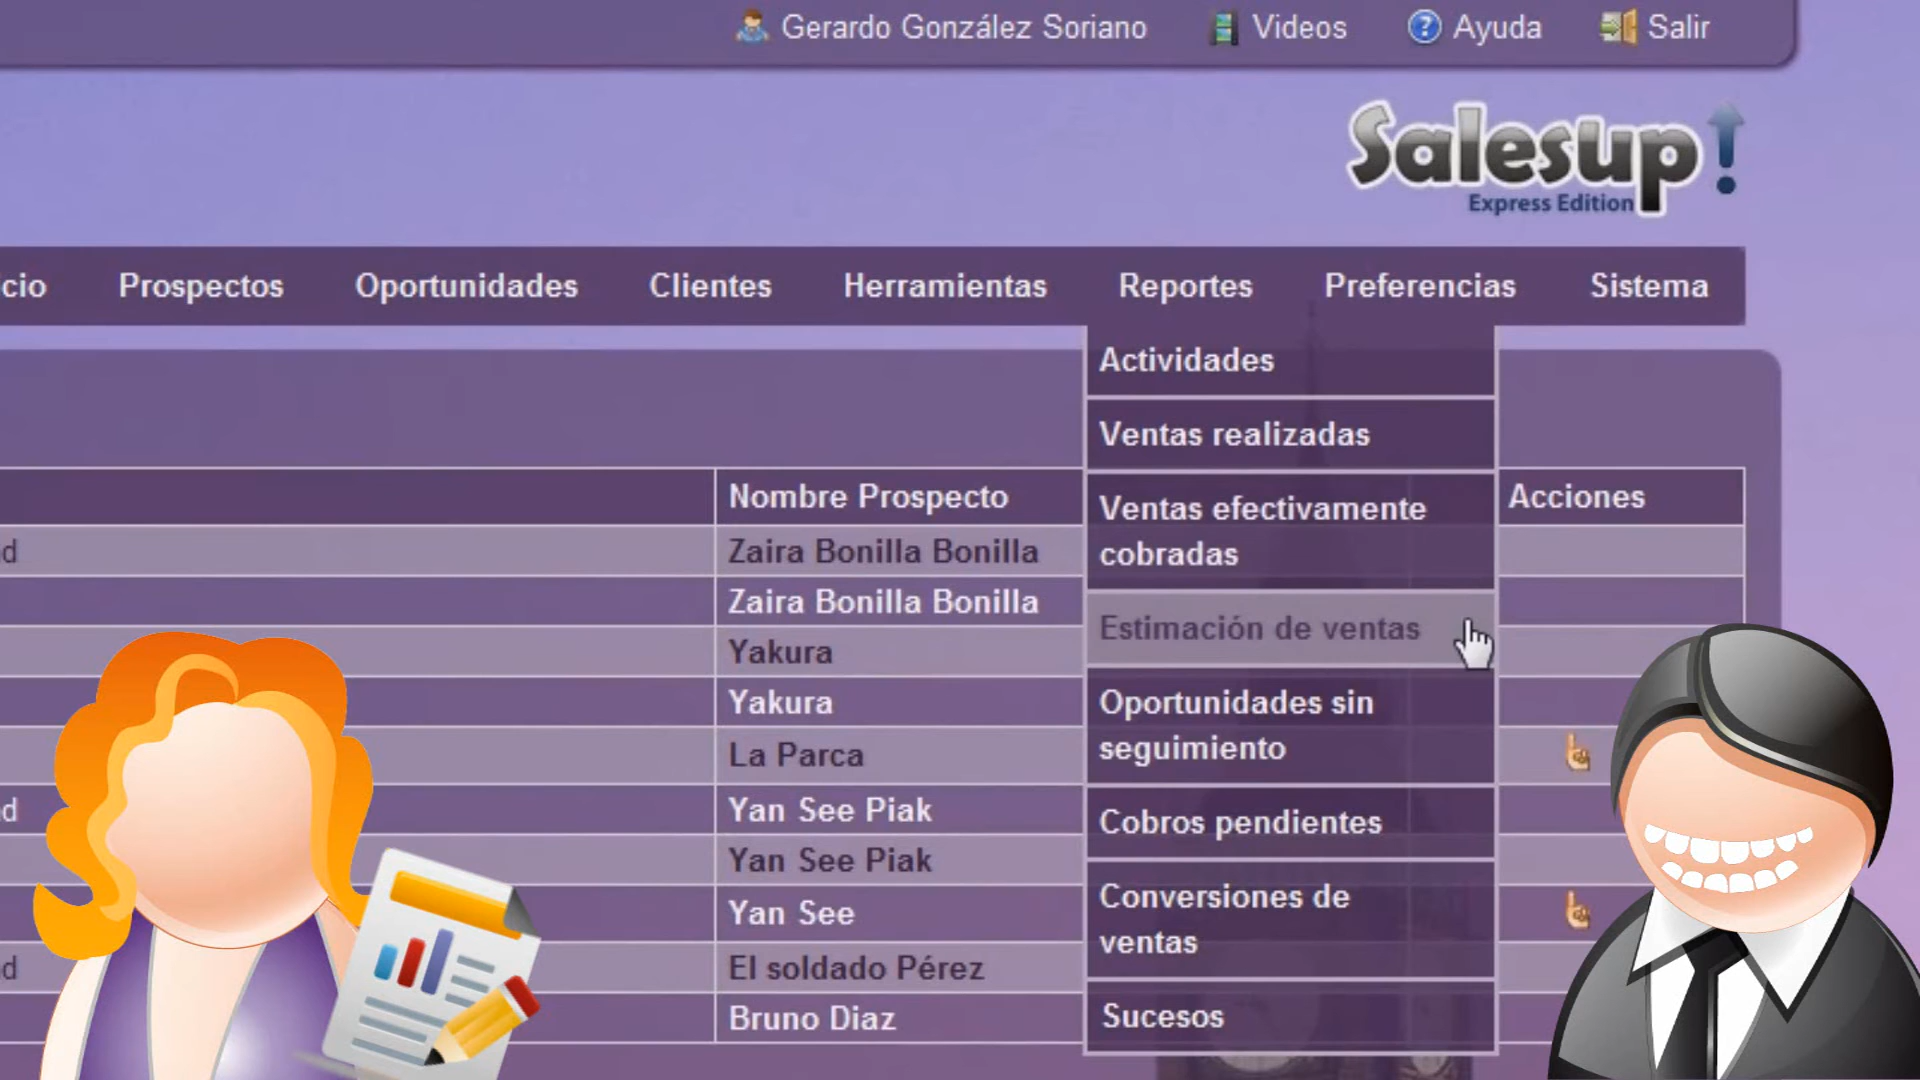 Gerardo González Soriano Videos Ayuda Salir
Salesup!
Express Edition
cio Prospectos Oportunidades Clientes Herramientas Reportes Preferencias Sistema
Actividades
Ventas realizadas
Ventas efectivamente
cobradas
Estimación de ventas
Oportunidades sin
seguimiento
Cobros pendientes
Conversiones de
ventas
Sucesos
Nombre Prospecto Acciones
d Zaira Bonilla Bonilla
Zaira Bonilla Bonilla
Yakura
Yakura
La Parca
d Yan See Piak
Yan See Piak
Yan See
d El soldado Pérez
Bruno Diaz